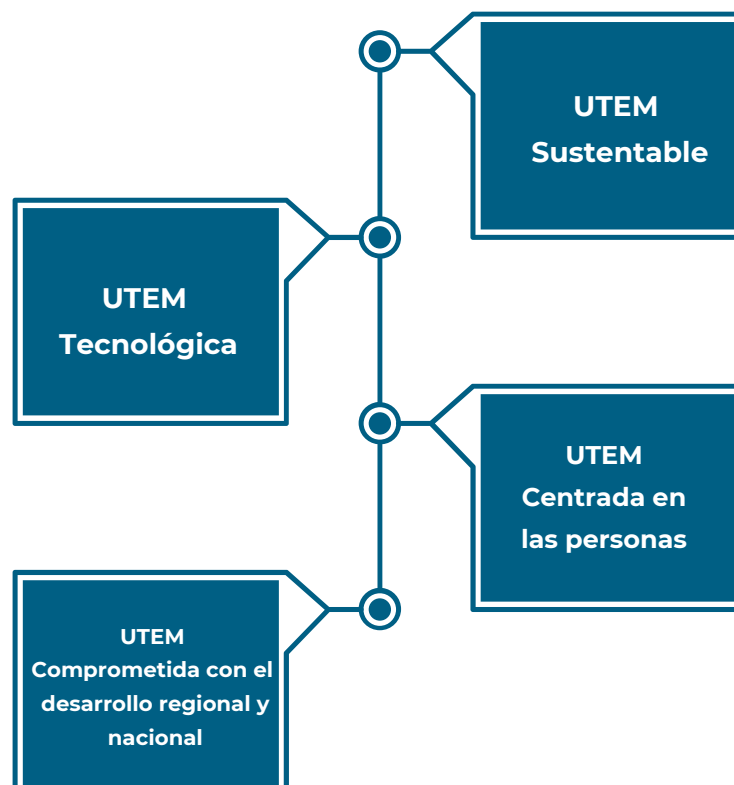 UTEM
Sustentable
UTEM
Tecnológica
UTEM
Centrada en
las personas
UTEM
Comprometida con el
desarrollo regional y
nacional